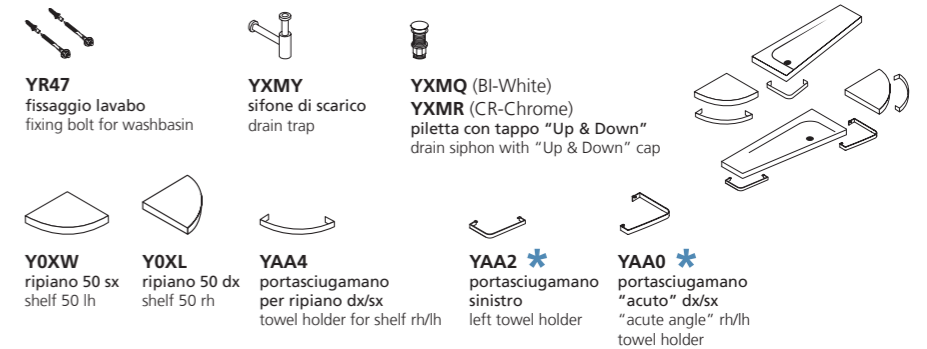 YR47
fissaggio lavabo
fixing bolt for washbasin
YXMY
sifone di scarico
drain trap
YXMQ (BI-White)
YXMR (CR-Chrome)
piletta con tappo “Up & Down”
drain siphon with “Up & Down” cap
Y0XW
ripiano 50 sx
shelf 50 lh
Y0XL
ripiano 50 dx
shelf 50 rh
YAA4
portasciugamano
per ripiano dx/sx
towel holder for shelf rh/lh
YAA2 *
portasciugamano
sinistro
left towel holder
YAA0 *
portasciugamano
“acuto” dx/sx
“acute angle” rh/lh
towel holder